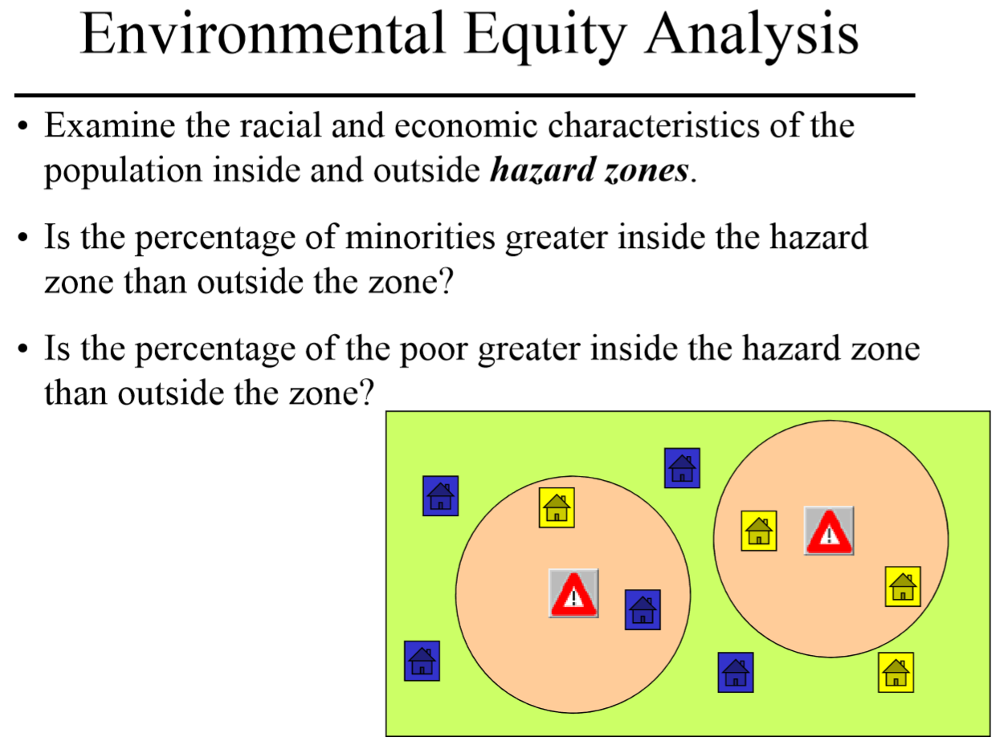 Environmental Equity Analysis
• Examine the racial and economic characteristics of the
population inside and outside hazard zones.
• Is the percentage of minorities greater inside the hazard
zone than outside the zone?
• Is the percentage of the poor greater inside the hazard zone
than outside the zone?
!
!